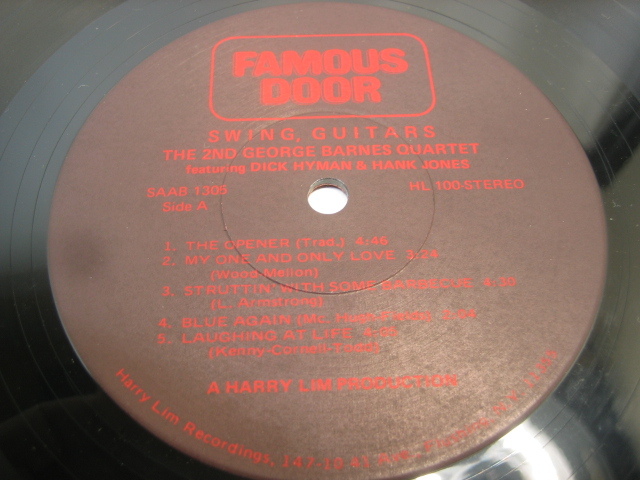 FAMOUS
DOOR
SWING, GUITARS
THE 2ND GEORGE BARNES QUARTET
featuring DICK HYMAN & HANK JONES
SAAB 1305
HL 100-STEREO
Side A
1. THE OPENER (Trad.) 4:46
2. MY ONE AND ONLY LOVE 3:24
(Wood-Mellon)
3. STRUTTIN' WITH SOME BARBECUE
(L. Armstrong)
4. BLUE AGAIN
5. LAUGHING AT LIFE
A HARRY LIM PRODUCTION
Harry Lim Recordings,